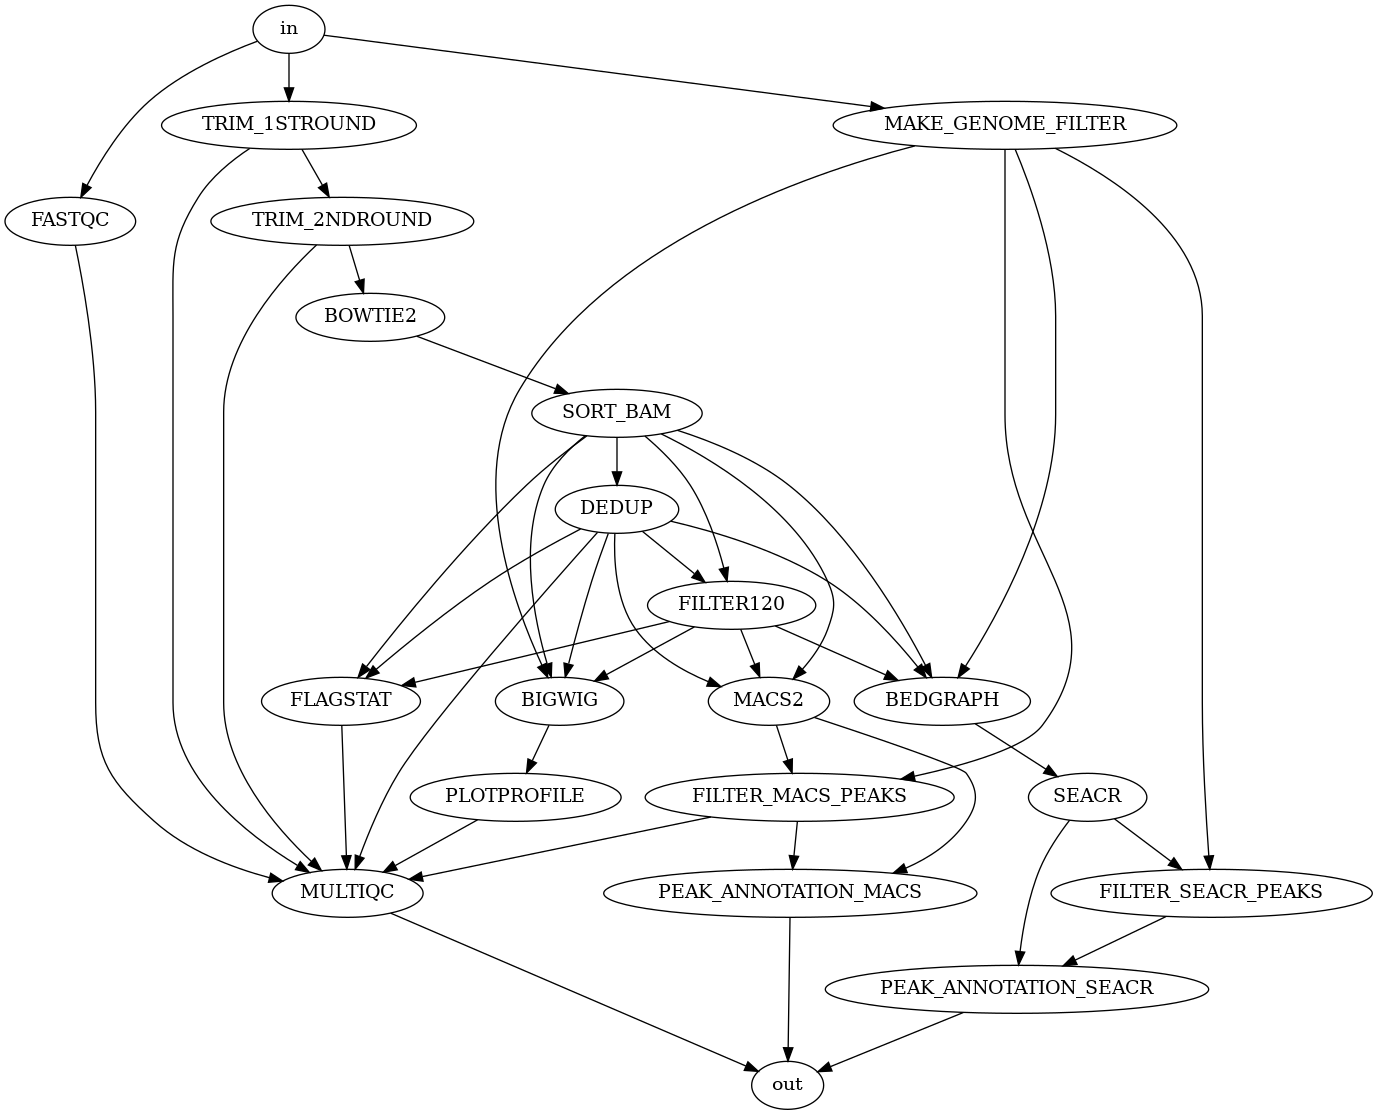 in
TRIM_1STROUND
MAKE_GENOME_FILTER
FASTQC
TRIM_2NDROUND
BOWTIE2
SORT_BAM
DEDUP
FILTER120
FLAGSTAT
BIGWIG
MACS2
BEDGRAPH
PLOTPROFILE
FILTER_MACS_PEAKS
SEACR
MULTIQC
PEAK_ANNOTATION_MACS
FILTER_SEACR_PEAKS
PEAK_ANNOTATION_SEACR
out